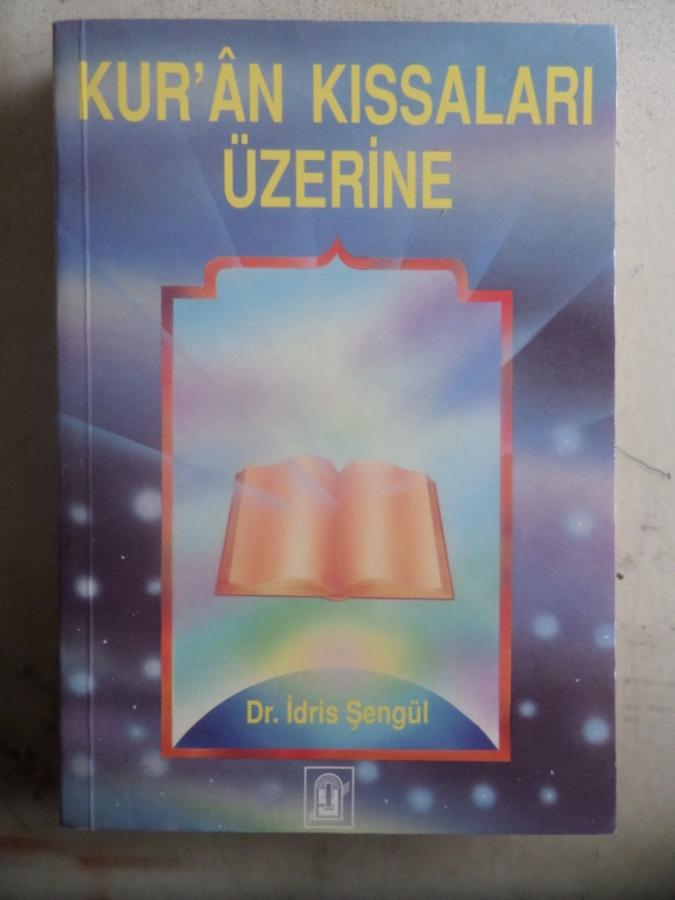 KUR'ÂN KISSALARI
ÜZERİNE
Dr. İdris Şengül